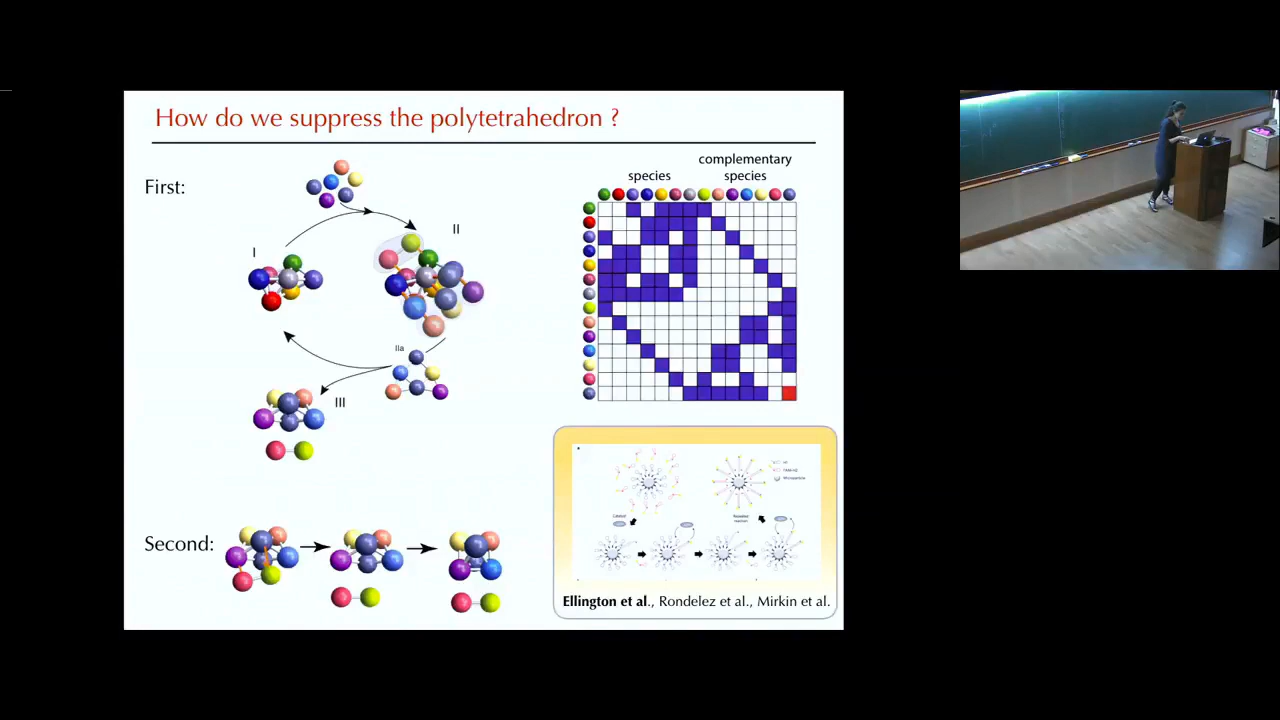 How do we suppress the polytetrahedron ?
First:
I
II
IIa
III
species
complementary
species
Second:
Ellington et al., Rondelez et al., Mirkin et al.